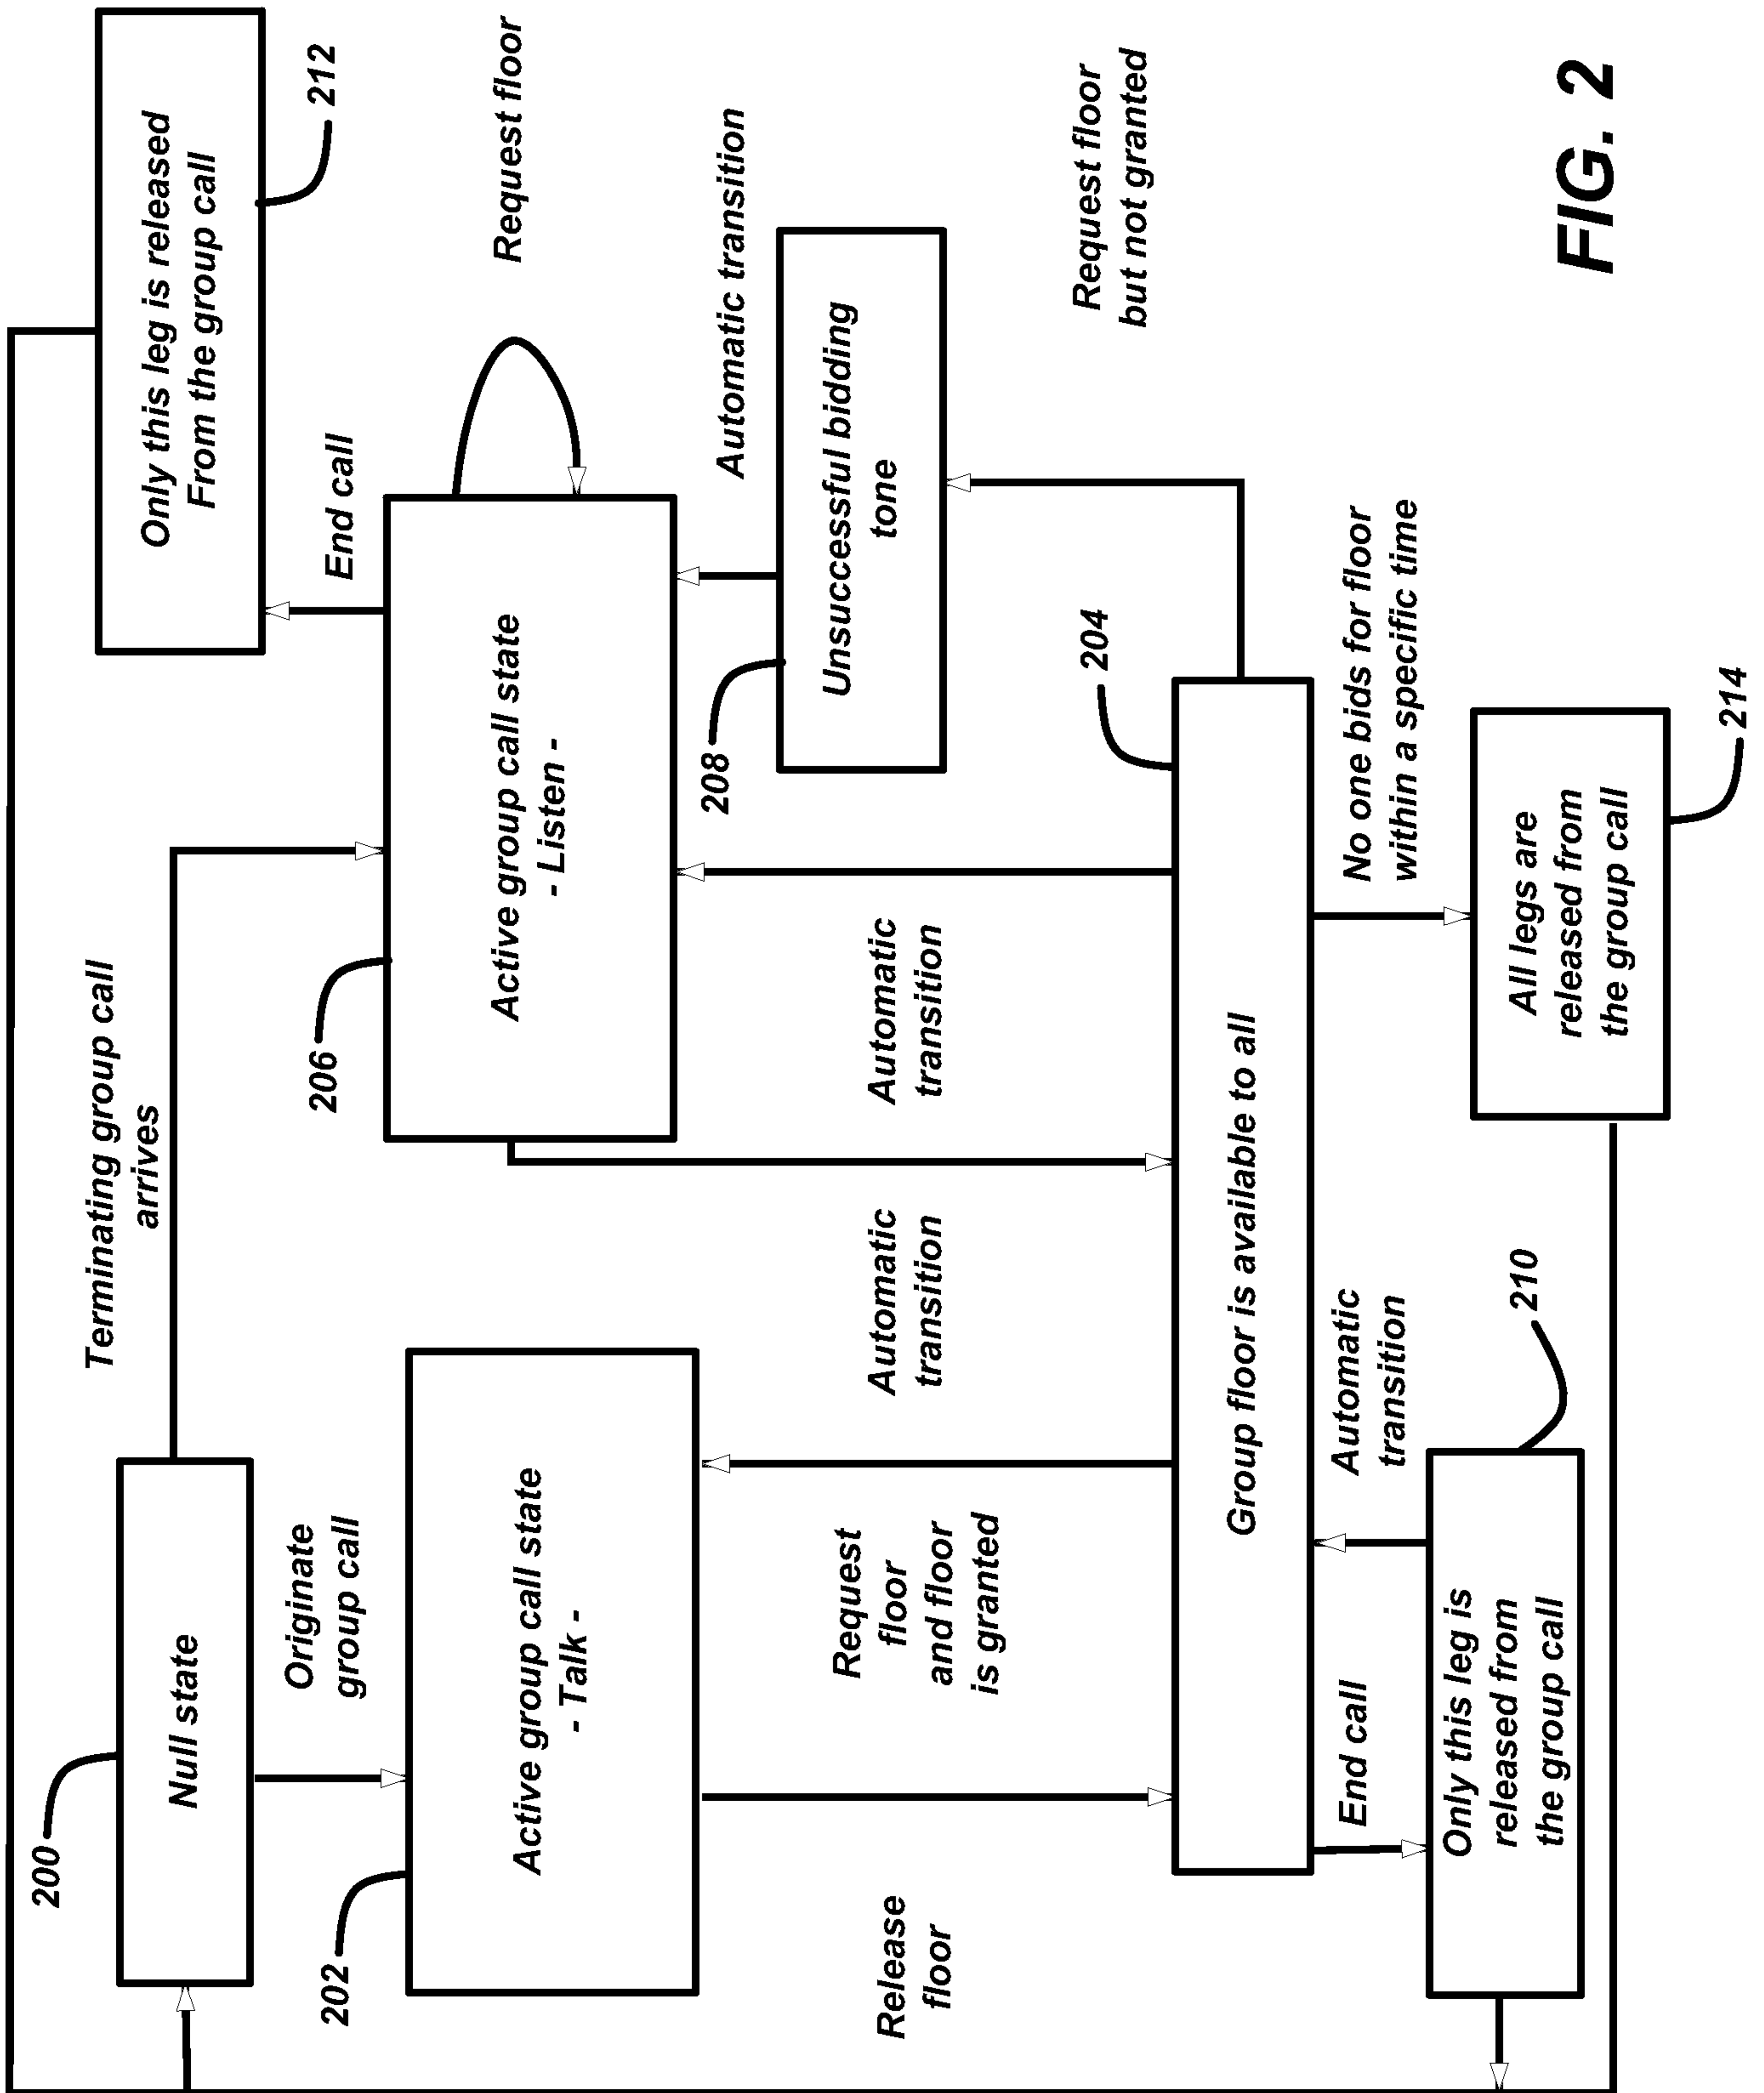 200
Null state
Terminating group call
arrives
Only this leg is released
From the group call
212
Originate
group call
End call
Request floor
202
Active group call state
- Talk -
206
Active group call state
- Listen -
Release
floor
Request
floor
and floor
is granted
Automatic
transition
Automatic
transition
208
Automatic transition
Unsuccessful bidding
tone
204
Request floor
but not granted
Group floor is available to all
End call
Automatic
transition
No one bids for floor
within a specific time
Only this leg is
released from
the group call
210
All legs are
released from
the group call
214
FIG. 2